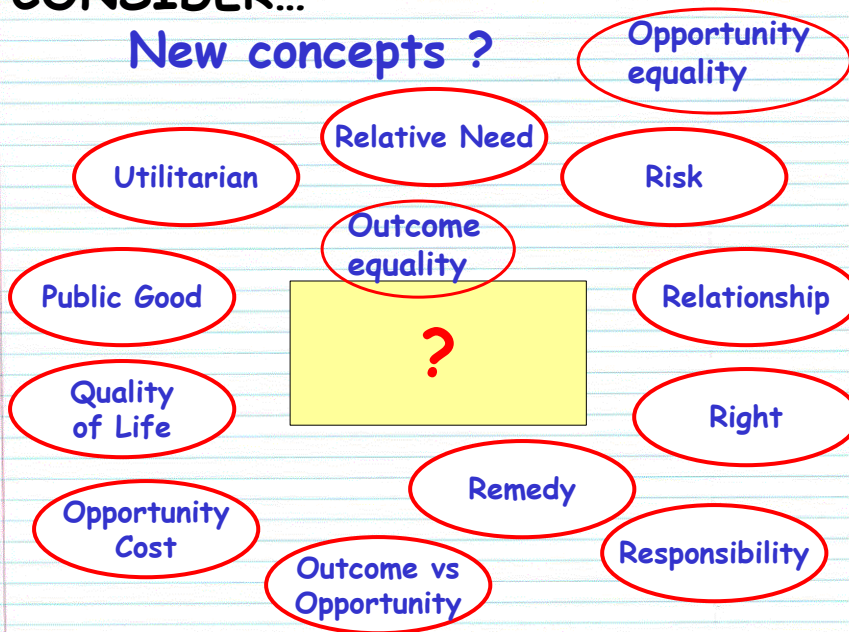 CONSIDER...
New concepts ?
Opportunity
equality
Relative Need
Utilitarian
Risk
Outcome
equality
Public Good
Relationship
?
Quality
of Life
Right
Remedy
Opportunity
Cost
Responsibility
Outcome vs
Opportunity